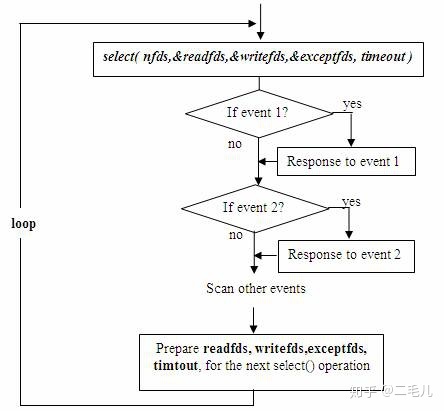 select( nfds,&readfds,&writefds,&exceptfds, timeout )
If event 1?
yes
no
Response to event 1
If event 2?
yes
loop
no
Response to event 2
Scan other events
Prepare readfds, writefds,exceptfds,
timtout, for the next select() operation
知乎 @二毛儿